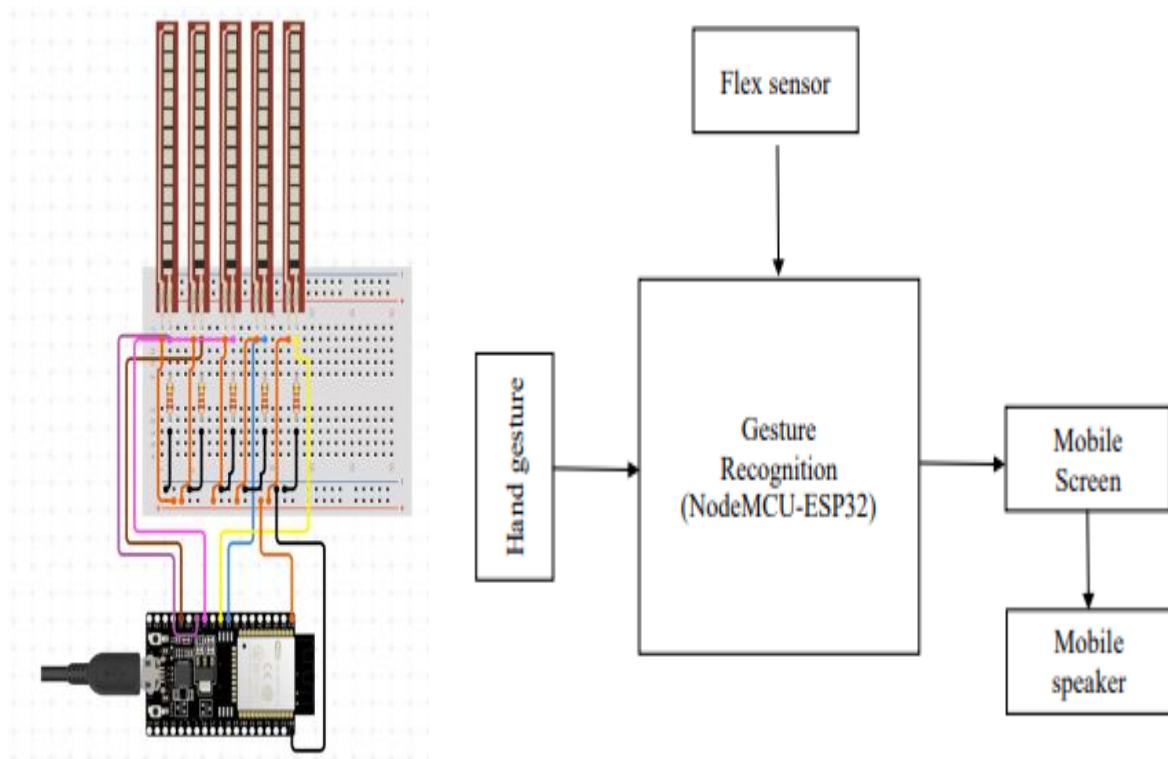 Flex sensor
Hand gesture
Gesture
Recognition
(NodeMCU-ESP32)
Mobile
Screen
Mobile
speaker